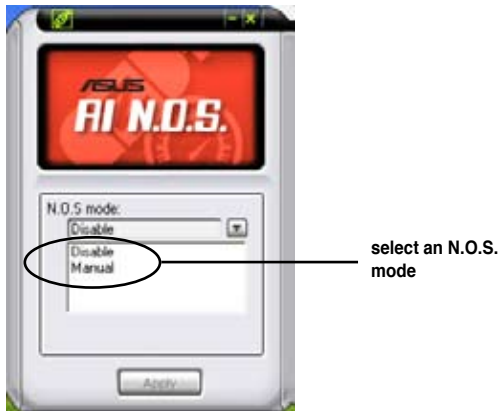 ASUS
AI N.O.S.
N.O.S mode:
Disable
Disable
Manual
select an N.O.S.
mode
Apply